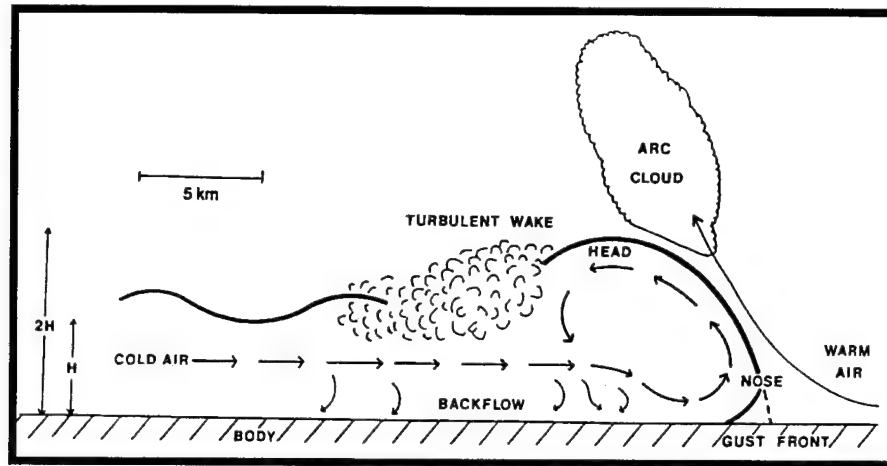 ARC
CLOUD
5 km
TURBULENT WAKE
HEAD
2H
H
COLD AIR
WARM
AIR
NOSE
BACKFLOW
BODY
GUST FRONT